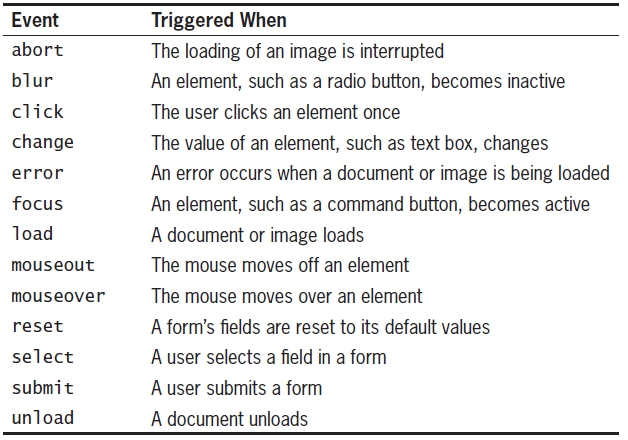 Event Triggered When
abort The loading of an image is interrupted
blur An element, such as a radio button, becomes inactive
click The user clicks an element once
change The value of an element, such as text box, changes
error An error occurs when a document or image is being loaded
focus An element, such as a command button, becomes active
load A document or image loads
mouseout The mouse moves off an element
mouseover The mouse moves over an element
reset A form’s fields are reset to its default values
select A user selects a field in a form
submit A user submits a form
unload A document unloads